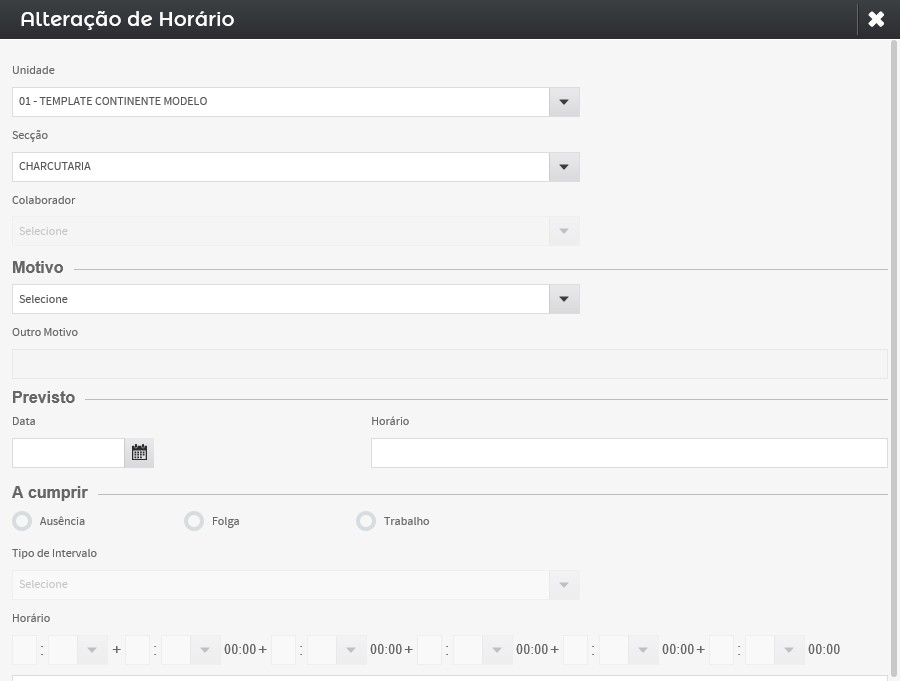 Alteração de Horário
Unidade
01 - TEMPLATE CONTINENTE MODELO
Secção
CHARCUTARIA
Colaborador
Selecione
Motivo
Selecione
Outro Motivo
Previsto
Data Horário
A cumprir
Ausência Folga Trabalho
Tipo de Intervalo
Selecione
Horário
: + : 00:00 + : 00:00 + : 00:00 + : 00:00 + : 00:00